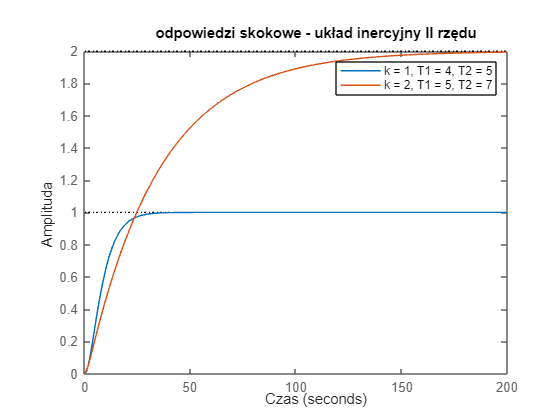 odpowiedzi skokowe - układ inercyjny II rzędu
k = 1, T1 = 4, T2 = 5
k = 2, T1 = 5, T2 = 7
Amplituda
2
1.8
1.6
1.4
1.2
1
0.8
0.6
0.4
0.2
0
0 50 100 150 200
Czas (seconds)